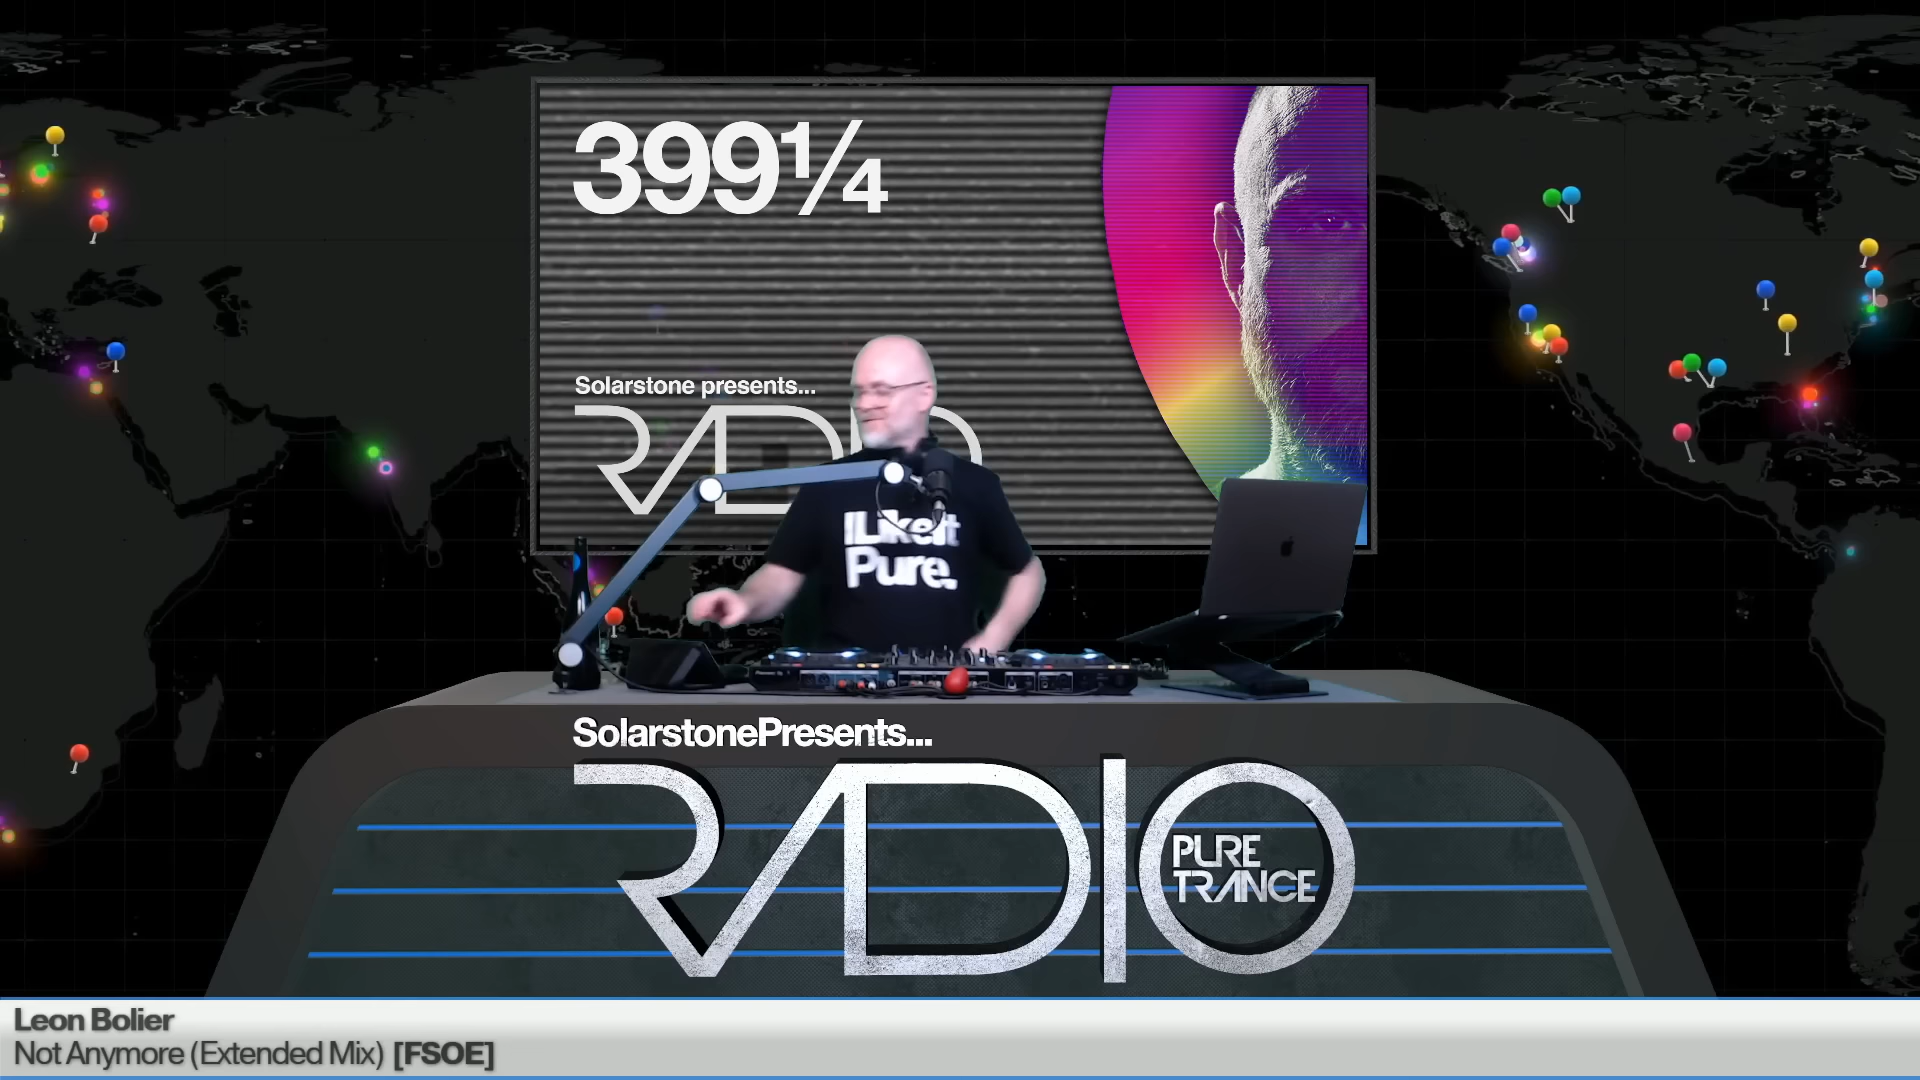 399¼
Solarstone presents...
RADIO
ILikeIt
Pure.
SolarstonePresents...
RADIO
PURE
TRANCE
Leon Bolier
Not Anymore (Extended Mix) [FSOE]